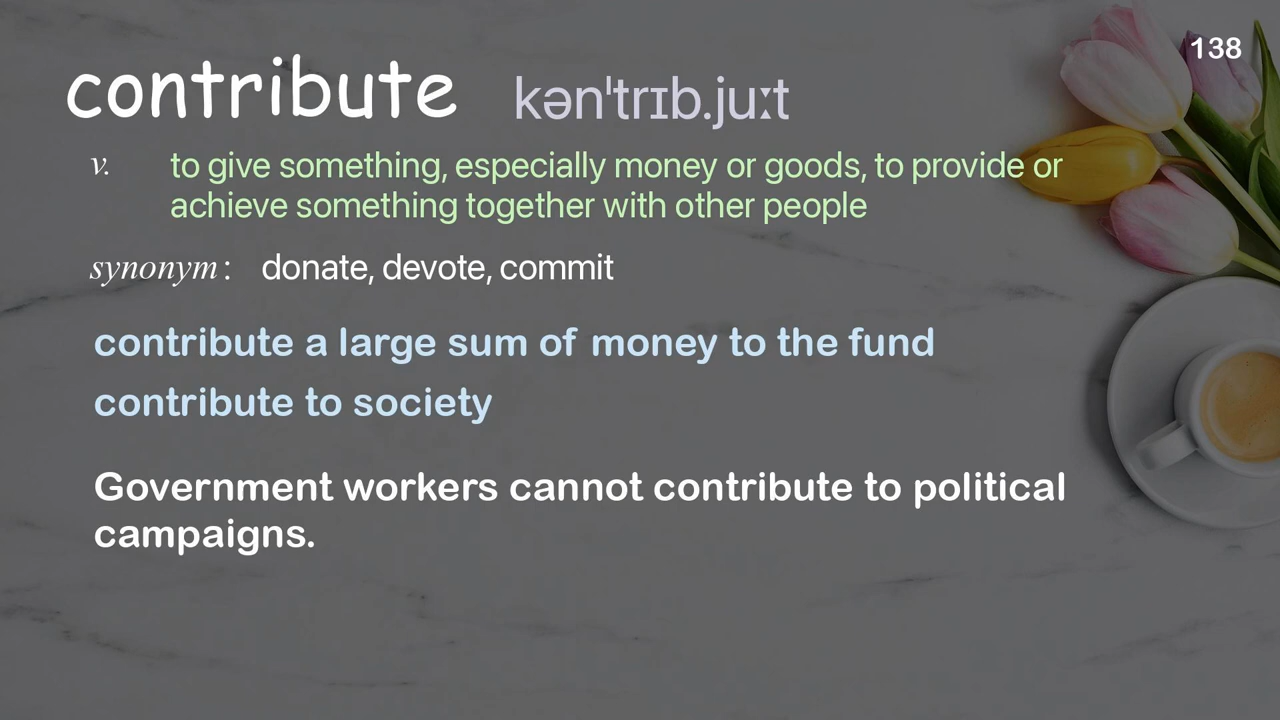 138
contribute kənˈtrɪb.juːt
v. to give something, especially money or goods, to provide or
achieve something together with other people
synonym : donate, devote, commit
contribute a large sum of money to the fund
contribute to society
Government workers cannot contribute to political
campaigns.